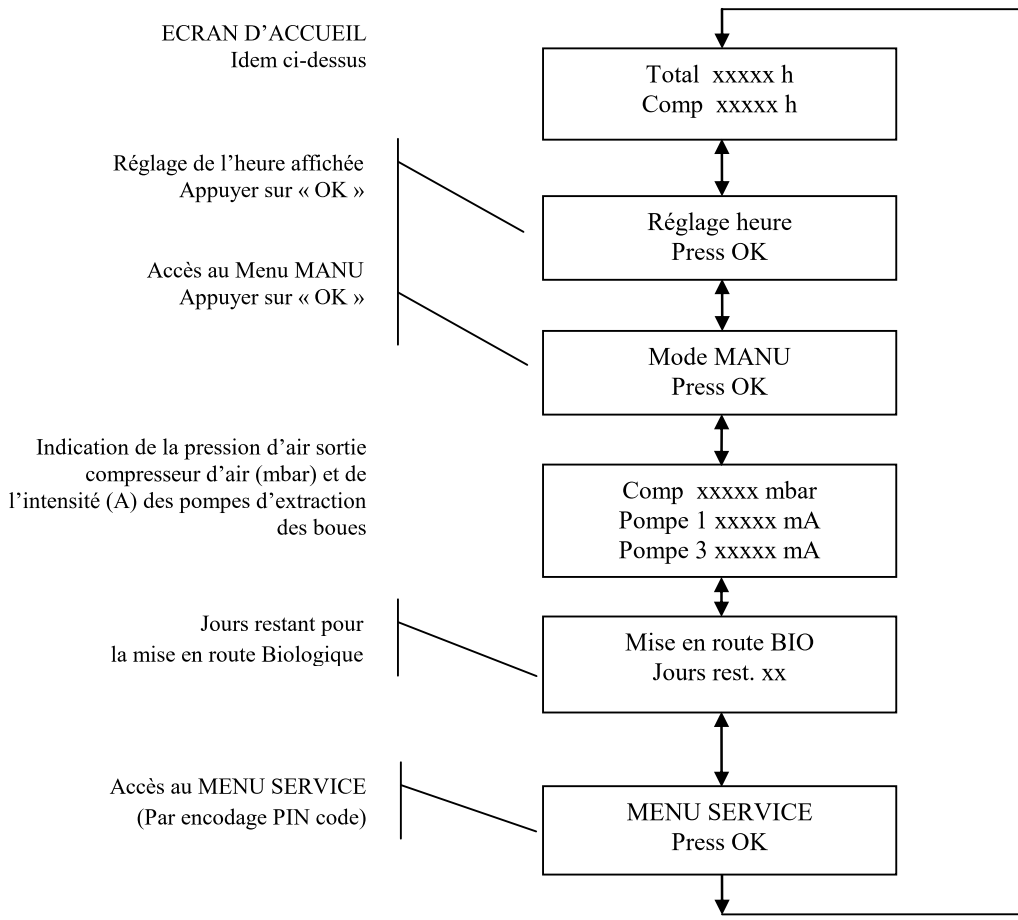 ECRAN D’ACCUEIL
Idem ci-dessus
Total xxxxx h
Comp xxxxx h
Réglage de l’heure affichée
Appuyer sur « OK »
Réglage heure
Press OK
Accès au Menu MANU
Appuyer sur « OK »
Mode MANU
Press OK
Indication de la pression d’air sortie
compresseur d’air (mbar) et de
l’intensité (A) des pompes d’extraction
des boues
Comp xxxxx mbar
Pompe 1 xxxxx mA
Pompe 3 xxxxx mA
Jours restant pour
la mise en route Biologique
Mise en route BIO
Jours rest. xx
Accès au MENU SERVICE
(Par encodage PIN code)
MENU SERVICE
Press OK